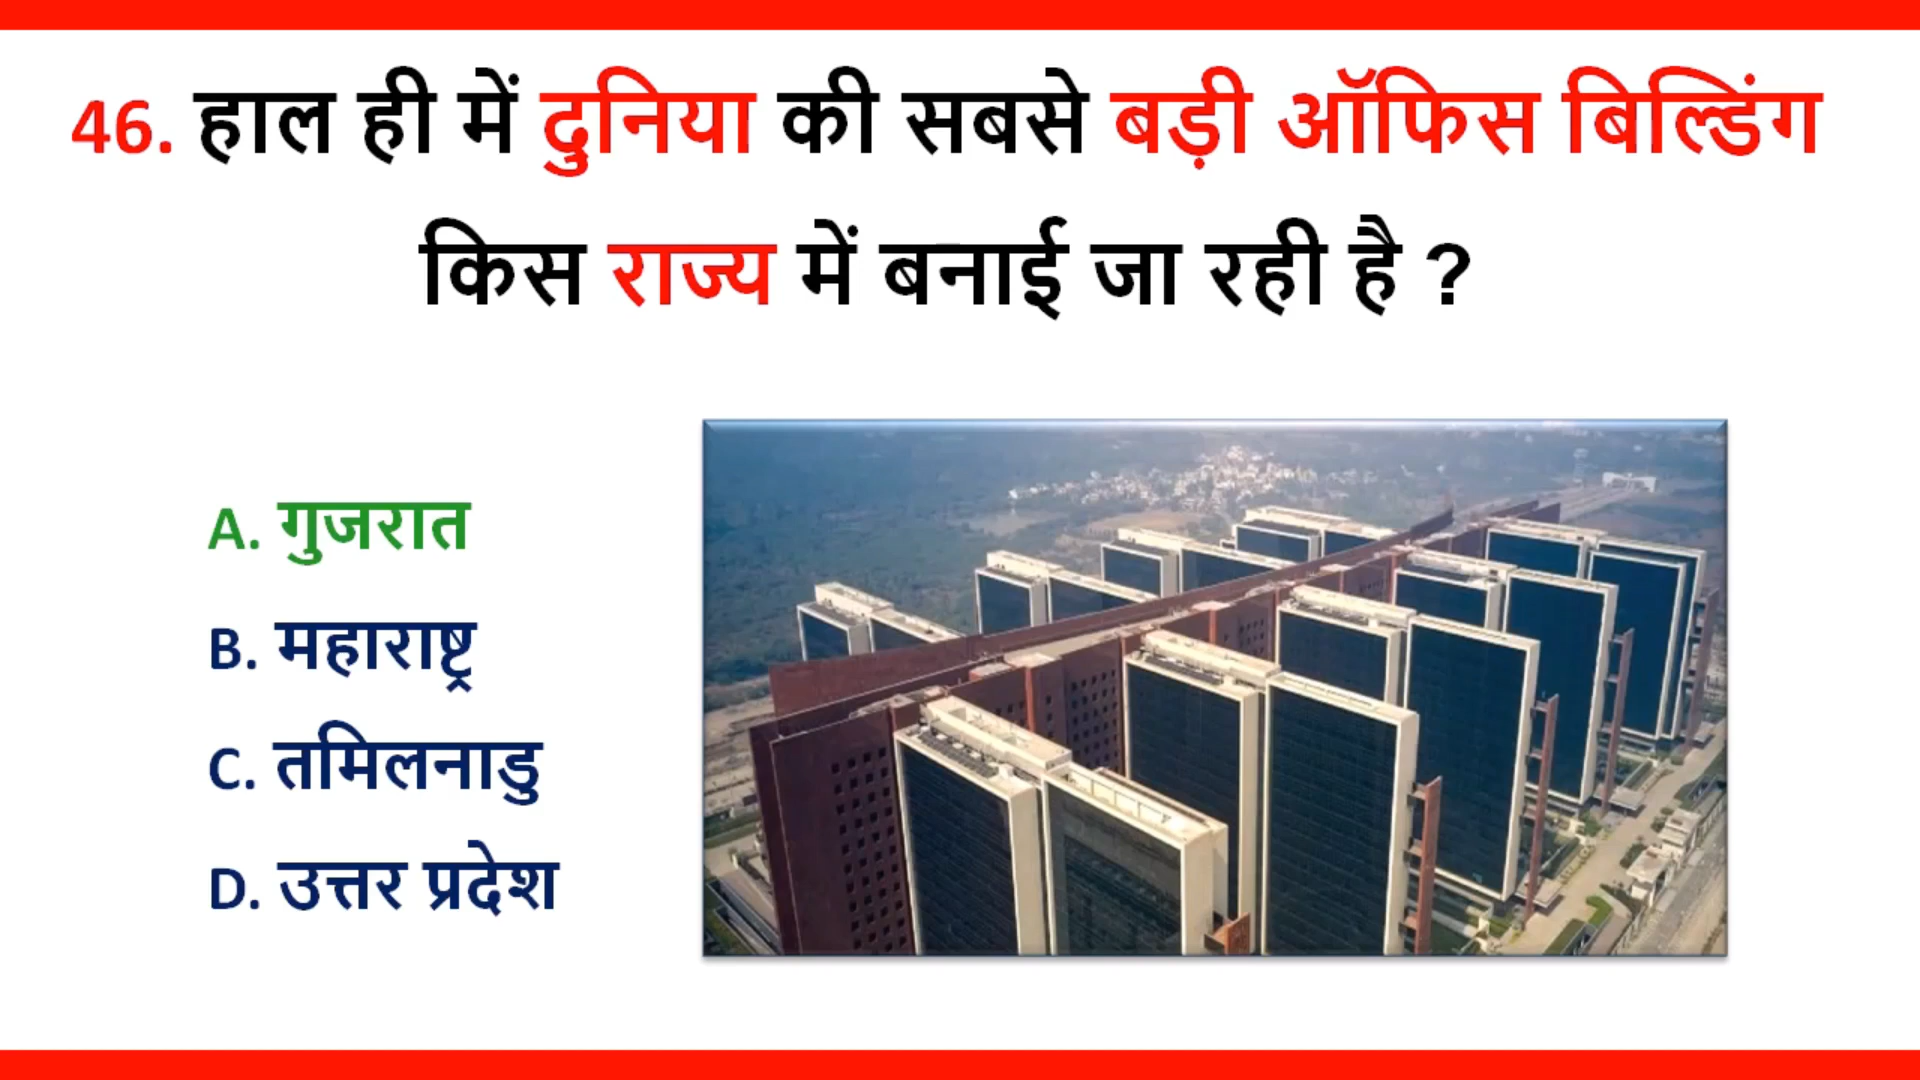 46. हाल ही में दुनिया की सबसे बड़ी ऑफिस बिल्डिंग
किस राज्य में बनाई जा रही है ?
A. गुजरात
B. महाराष्ट्र
C. तमिलनाडु
D. उत्तर प्रदेश